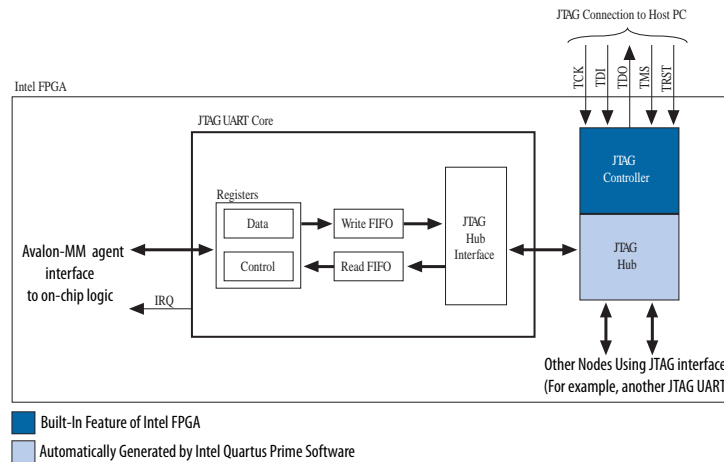 JTAG Connection to Host PC
TCK
TDI
TDO
TMS
TRST
Intel FPGA
JTAG UART Core
JTAG
Controller
Registers
Data
Write FIFO
JTAG
Hub
Interface
Avalon-MM agent
interface
to on-chip logic
Control
Read FIFO
JTAG
Hub
IRQ
Other Nodes Using JTAG interface
(For example, another JTAG UART
Built-In Feature of Intel FPGA
Automatically Generated by Intel Quartus Prime Software